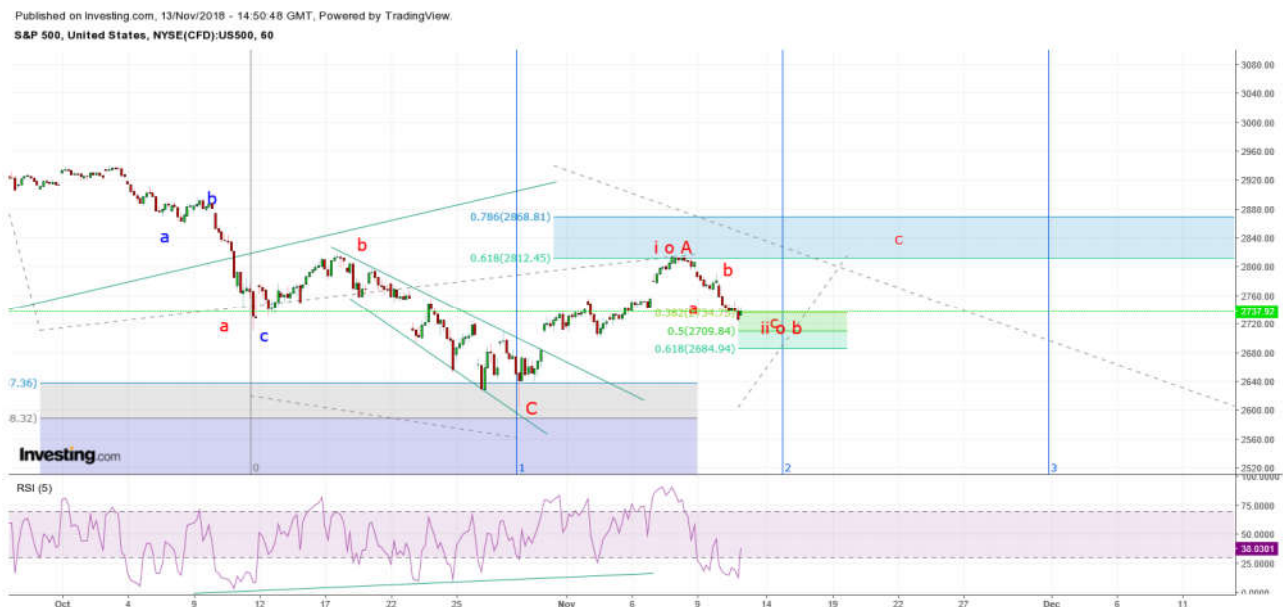 Published on Investing.com, 13/Nov/2018 - 14:50:48 GMT, Powered by TradingView.
S&P 500, United States, NYSE(CFD):US500, 60
3080.00
3040.00
3000.00
2960.00
2920.00
2880.00
2840.00
2800.00
2760.00
2737.92
2720.00
2680.00
2640.00
2600.00
2560.00
2520.00
a
b
a
c
b
C
i o A
a
b
c
ii o b
c
0.786(2868.81)
0.618(2812.45)
0.5(2709.84)
0.618(2684.94)
7.36)
8.32)
0
1
2
3
Investing.com
RSI (5)
100.0000
75.0000
50.0000
38.0301
25.0000
0.0000
Oct
4
9
12
17
22
25
Nov
6
9
14
19
22
27
Dec
6
11